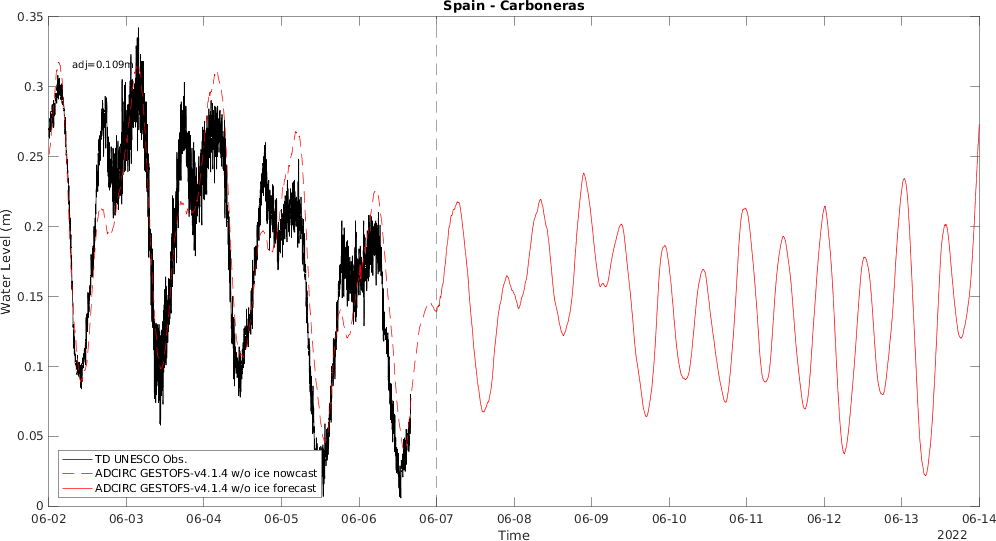 Spain - Carboneras
0.35
adj=0.109m
0.3
0.25
0.2
0.15
0.1
0.05
0
Water Level (m)
TD UNESCO Obs.
ADCIRC GESTOFS-v4.1.4 w/o ice nowcast
ADCIRC GESTOFS-v4.1.4 w/o ice forecast
06-02 06-03 06-04 06-05 06-06 06-07 06-08 06-09 06-10 06-11 06-12 06-13 06-14
Time
2022